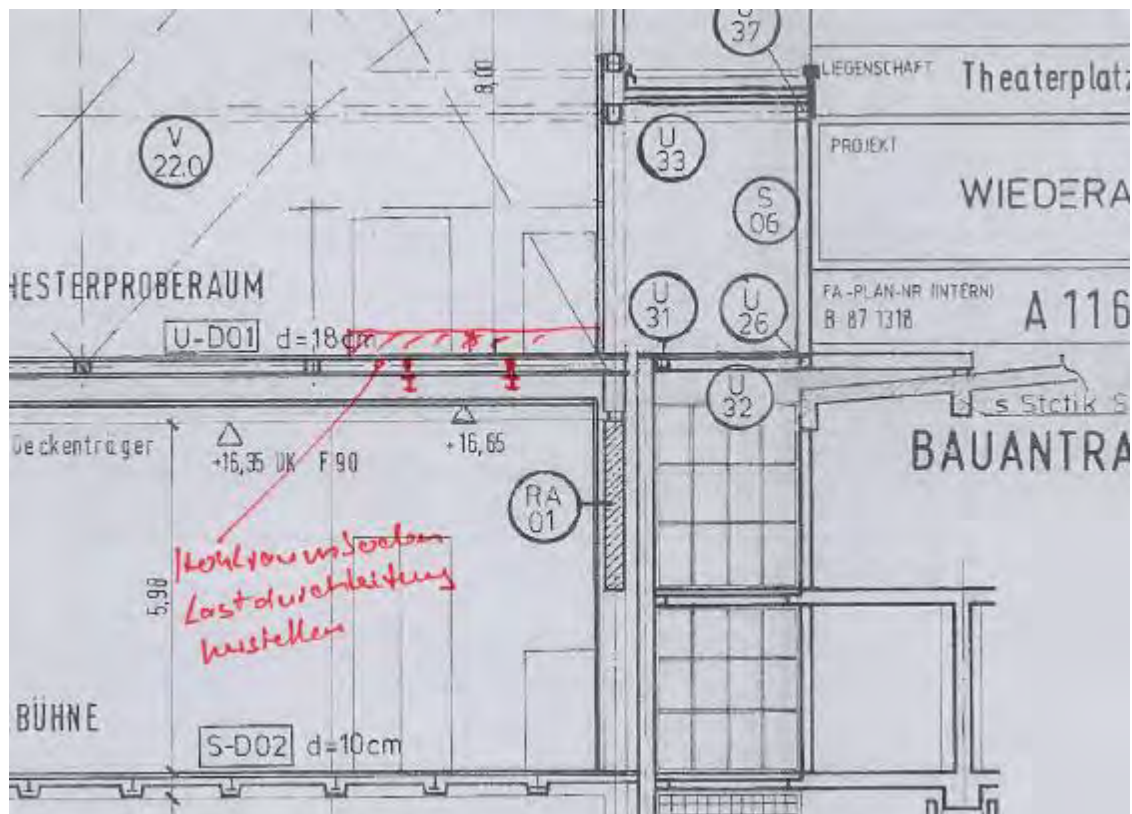 37
LIEGENSCHAFT Theaterplatz
8,00
V
22.0
U
33
PROJEKT
WIEDERA
S
06
HESTERPROBERAUM
U-D01 d=18cm
U
31
U
26
FA-PLAN-NR (INTERN)
B 87 1318
A 116
U
32
Statik S
Deckenträger
+16,35 UK F90
+16,65
BAUANTRA
RA
01
Hohlraumboden
Lastdurchleitung
herstellen
5,98
BÜHNE
S-D02 d=10cm